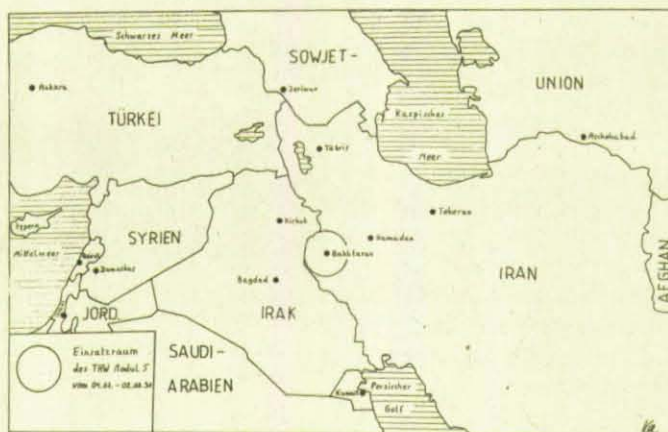 Schwarzes Meer
SOWJET-
UNION
Ankara
Eriwan
TÜRKEI
Kaspisches
Meer
Aschchabad
Täbris
Teheran
Zypern
Mittelmeer
SYRIEN
Kirkuk
Hamadan
Bakhtaran
Damaskus
Bagdad
IRAN
AFGHAN
JORD.
IRAK
Einsatzraum
des THW Modul 5
SAUDI-
ARABIEN
Kuwait
Persischer
Golf